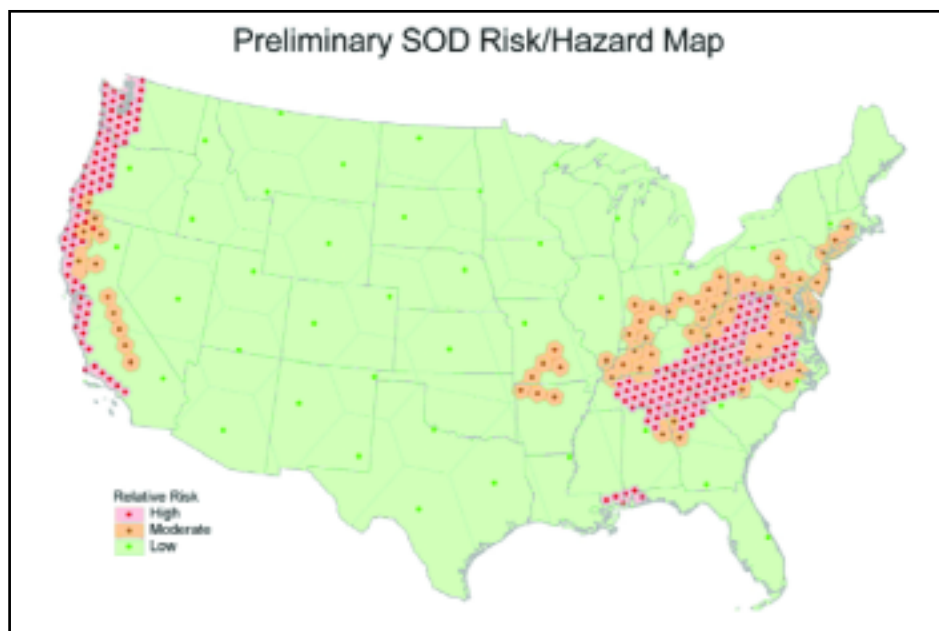 Preliminary SOD Risk/Hazard Map
Relative Risk
High
Moderate
Low